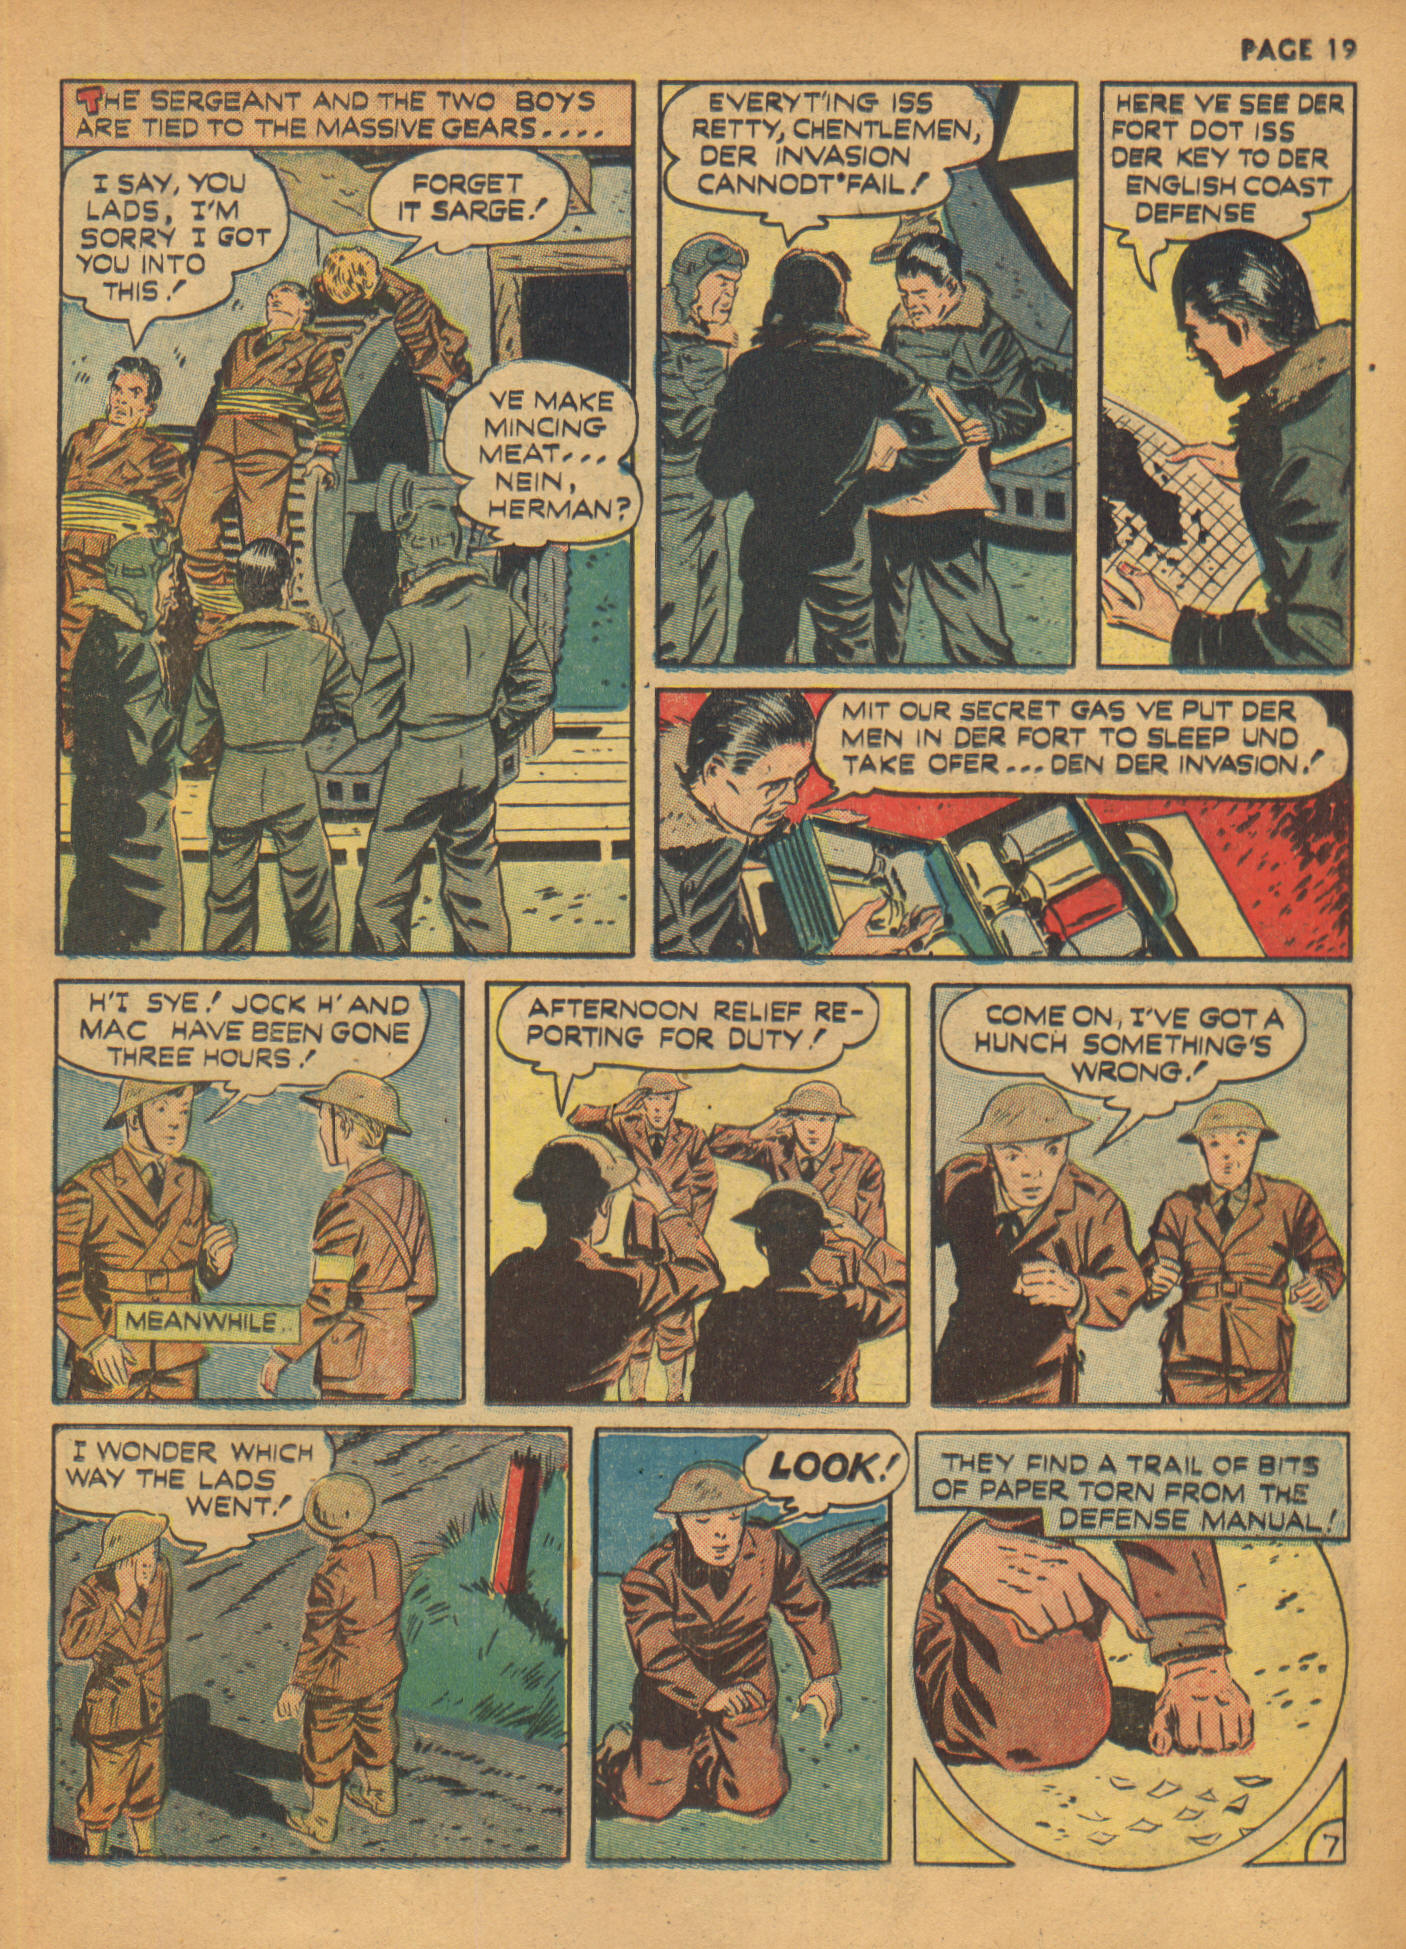 PAGE 19
THE SERGEANT AND THE TWO BOYS
ARE TIED TO THE MASSIVE GEARS....
I SAY, YOU
LADS, I'M
SORRY I GOT
YOU INTO
THIS!
FORGET
IT SARGE!
VE MAKE
MINCING
MEAT...
NEIN,
HERMAN?
EVERYT'ING ISS
RETTY, CHENTLEMEN,
DER INVASION
CANNODT FAIL!
HERE VE SEE DER
FORT DOT ISS
DER KEY TO DER
ENGLISH COAST
DEFENSE
MIT OUR SECRET GAS VE PUT DER
MEN IN DER FORT TO SLEEP UND
TAKE OFER... DEN DER INVASION!
H'I SYE! JOCK H'AND
MAC HAVE BEEN GONE
THREE HOURS!
MEANWHILE..
AFTERNOON RELIEF RE-
PORTING FOR DUTY!
COME ON, I'VE GOT A
HUNCH SOMETHING'S
WRONG!
I WONDER WHICH
WAY THE LADS
WENT!
LOOK!
THEY FIND A TRAIL OF BITS
OF PAPER TORN FROM THE
DEFENSE MANUAL!
7